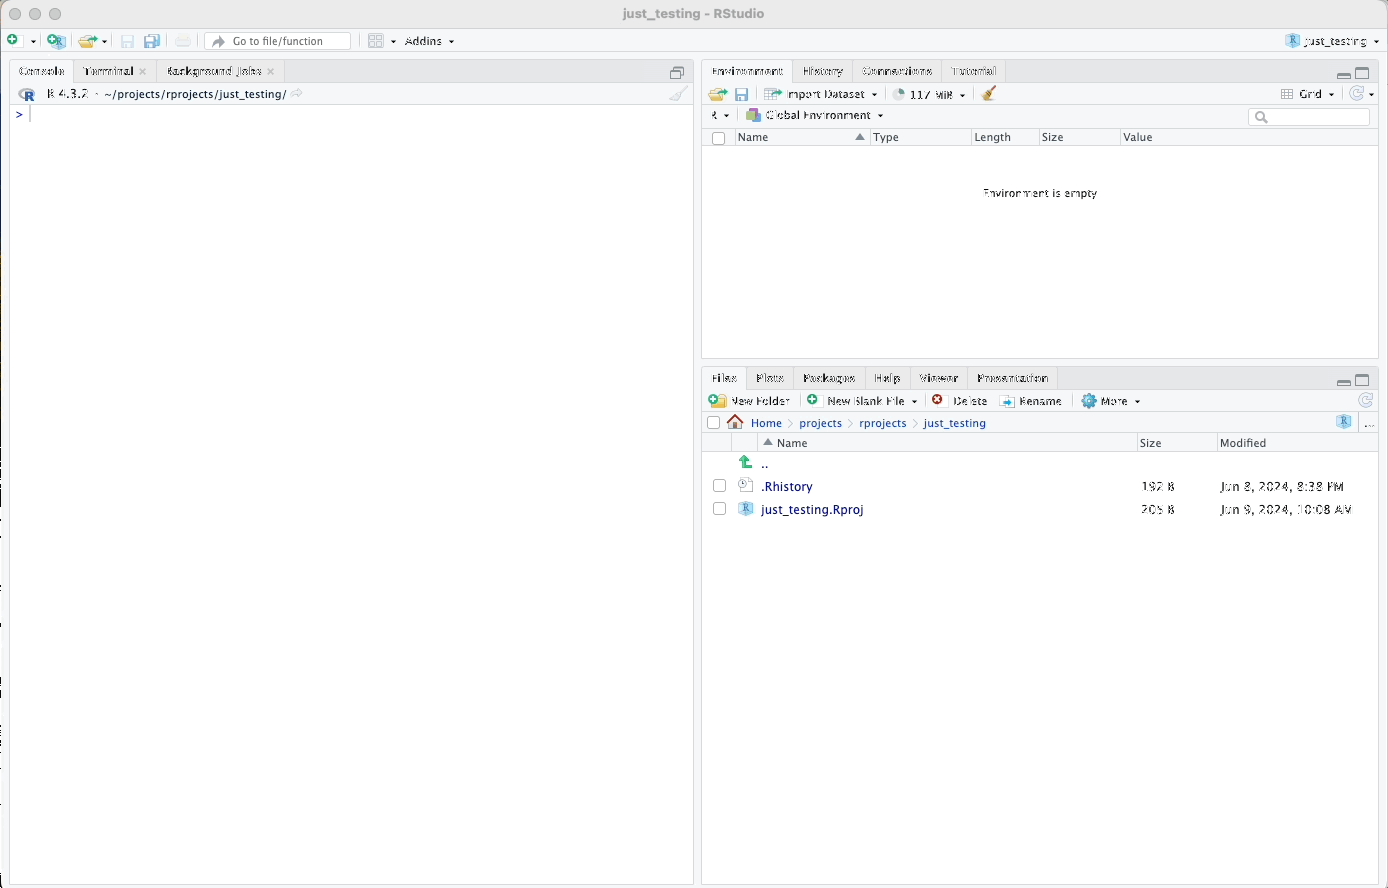 just_testing - RStudio
Go to file/function
Addins
just_testing
Console Terminal Background Jobs
R 4.3.2 · ~/projects/rprojects/just_testing/
>
Environment History Connections Tutorial
Import Dataset 117 MiB Grid
R Global Environment
Name Type Length Size Value
Environment is empty
Files Plots Packages Help Viewer Presentation
New Folder New Blank File Delete Rename More
Home projects rprojects just_testing ...
Name Size Modified
..
.Rhistory 192 B Jun 8, 2024, 8:38 PM
just_testing.Rproj 205 B Jun 9, 2024, 10:08 AM